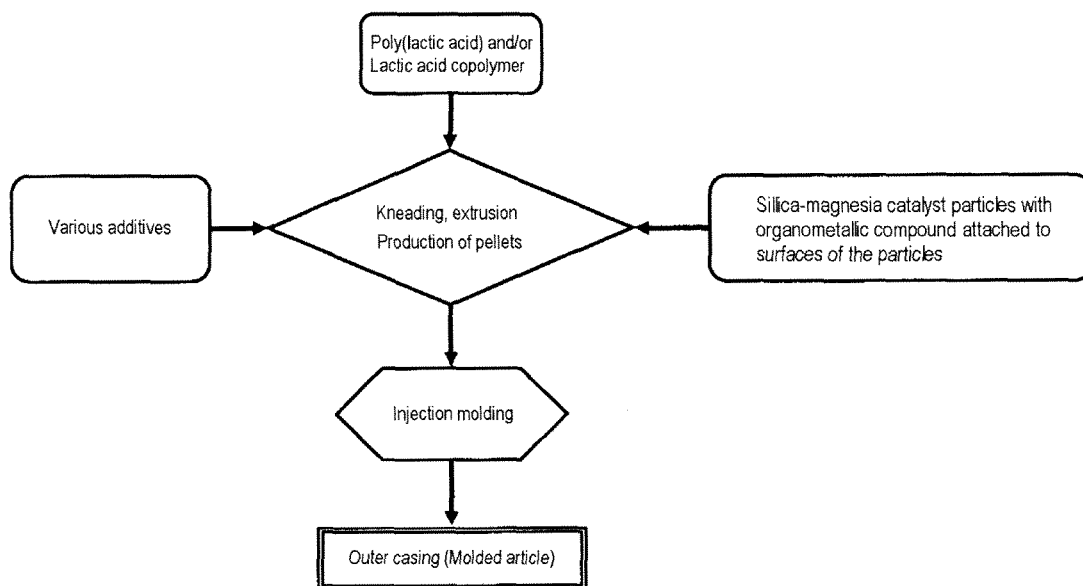 Poly(lactic acid) and/or
Lactic acid copolymer
Various additives
Kneading, extrusion
Production of pellets
Sillica-magnesia catalyst particles with
organometallic compound attached to
surfaces of the particles
Injection molding
Outer casing (Molded article)